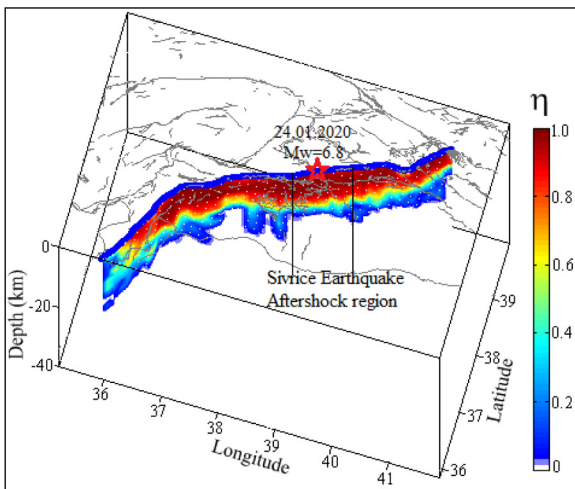 η
24.01.2020
Mw=6.8
1.0
0.8
0.6
0.4
0.2
0
Sivrice Earthquake
Aftershock region
Depth (km)
0
-20
-40
36
37
38
39
40
41
Longitude
36
37
38
39
Latitude